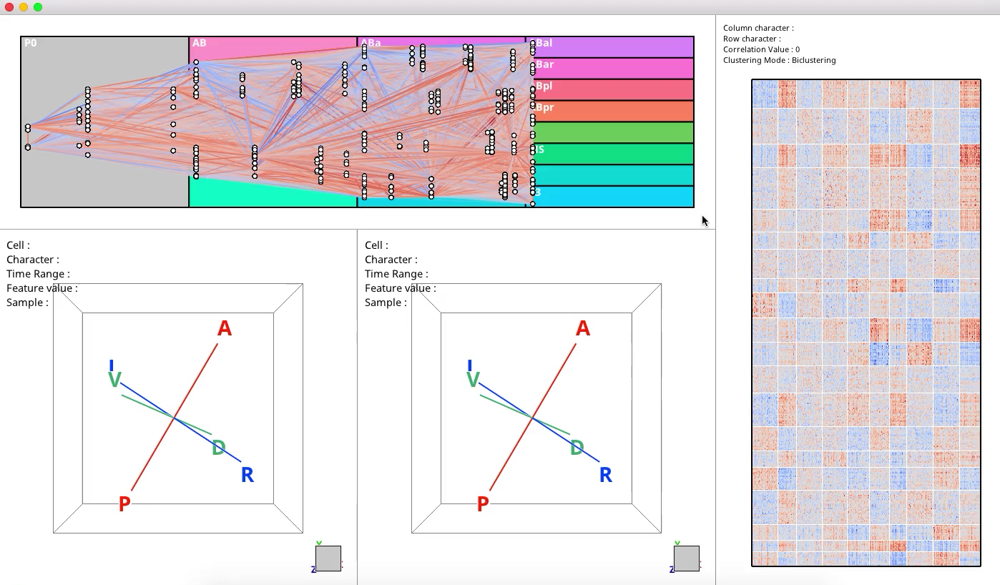 P0
AB
ABa
Bal
Bar
Bpl
Bpr
3
Column character :
Row character :
Correlation Value : 0
Clustering Mode : Biclustering
Cell :
Character :
Time Range :
Feature value :
Sample :
A
V
D
R
P
Y
Z
Cell :
Character :
Time Range :
Feature value :
Sample :
A
V
D
R
P
Y
Z